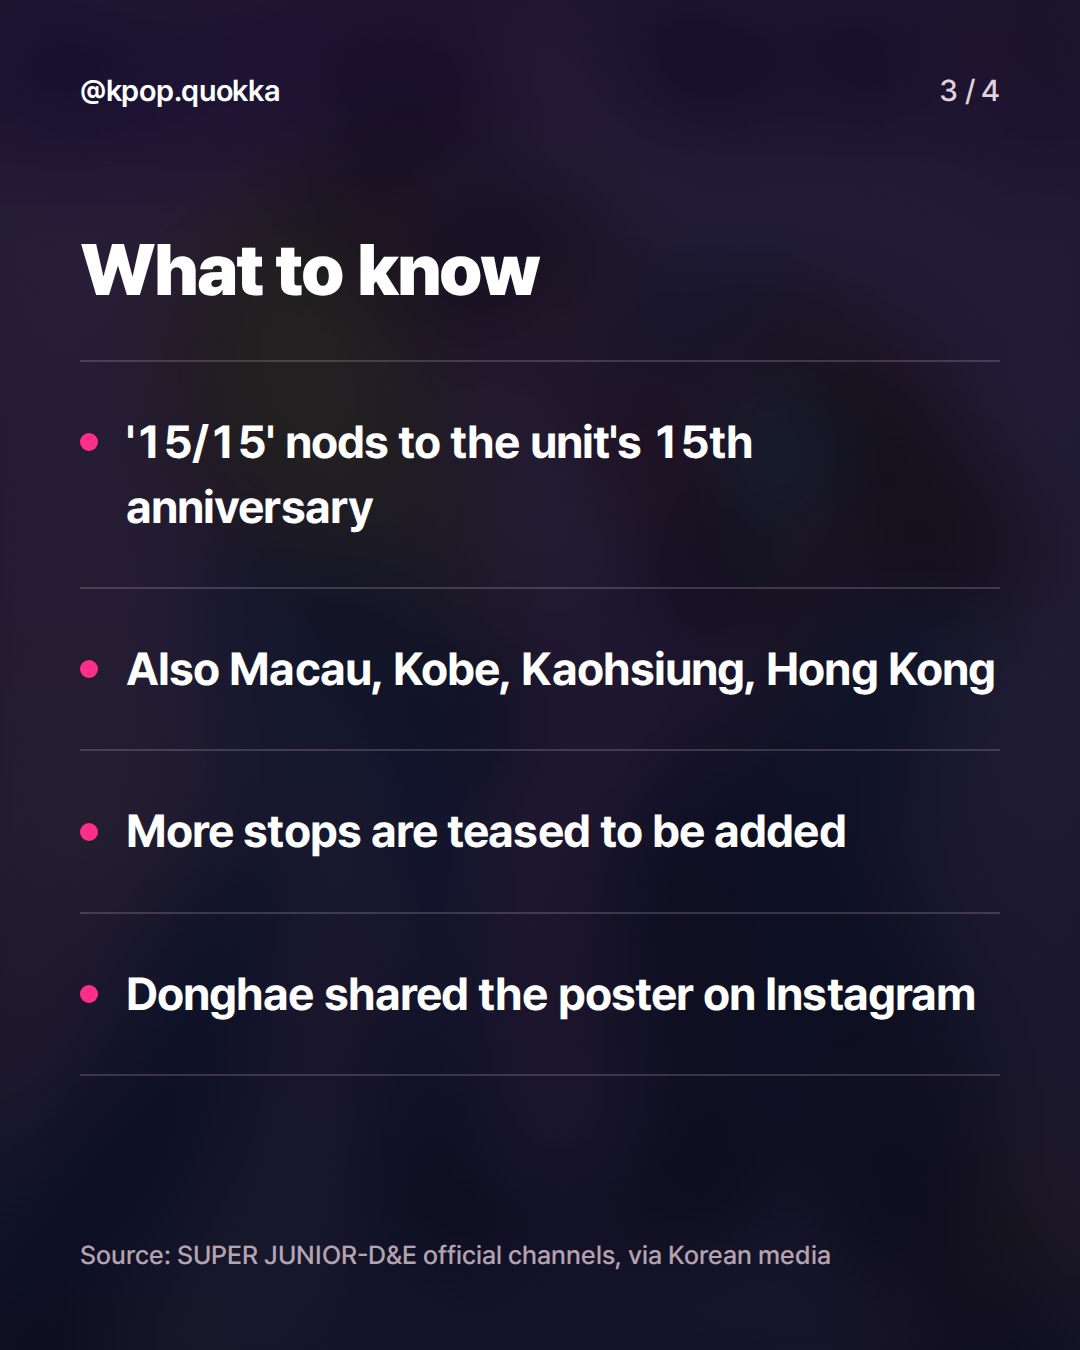 @kpop.quokka
3 / 4
What to know
'15/15' nods to the unit's 15th
anniversary
Also Macau, Kobe, Kaohsiung, Hong Kong
More stops are teased to be added
Donghae shared the poster on Instagram
Source: SUPER JUNIOR-D&E official channels, via Korean media